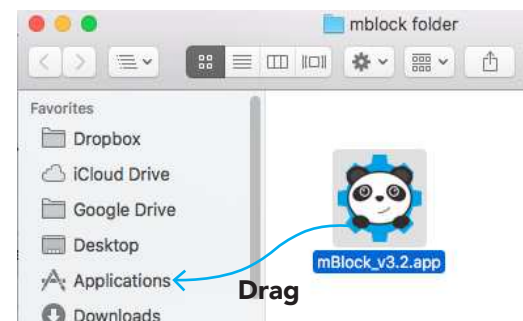 mblock folder
Favorites
Dropbox
iCloud Drive
Google Drive
Desktop
Applications
Downloads
mBlock_v3.2.app
Drag